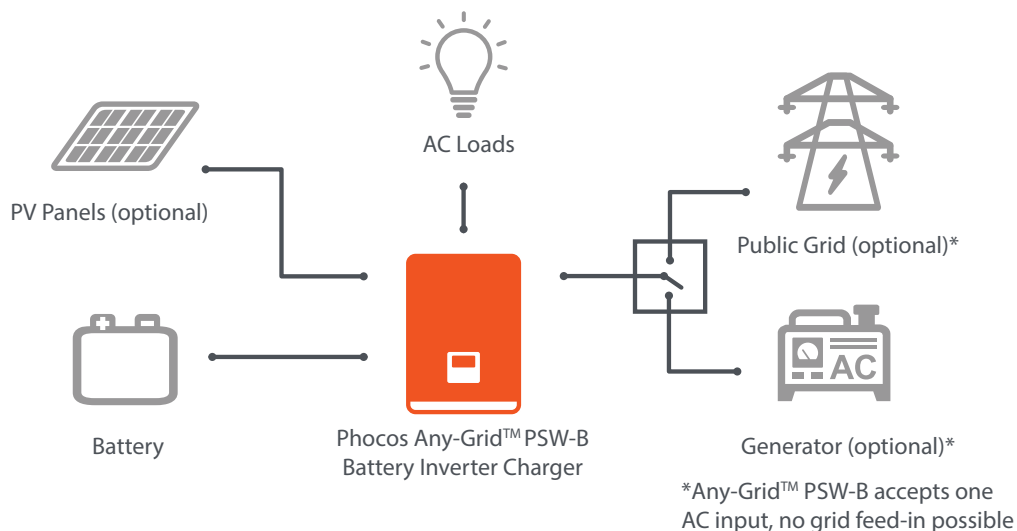 AC Loads
PV Panels (optional)
Public Grid (optional)*
AC
Battery
Phocos Any-Grid™ PSW-B
Battery Inverter Charger
Generator (optional)*
*Any-Grid™ PSW-B accepts one
AC input, no grid feed-in possible